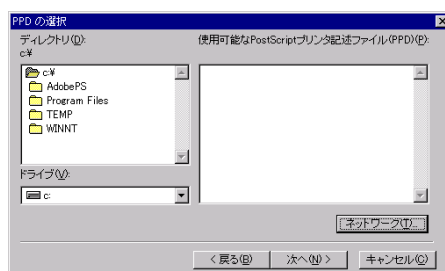 PPD の選択
ディレクトリ(D):
c:¥
c:¥
AdobePS
Program Files
TEMP
WINNT
ドライブ(V):
c:
使用可能なPostScriptプリンタ記述ファイル(PPD)(P):
ネットワーク(T)...
< 戻る(B)
次へ(N) >
キャンセル(C)